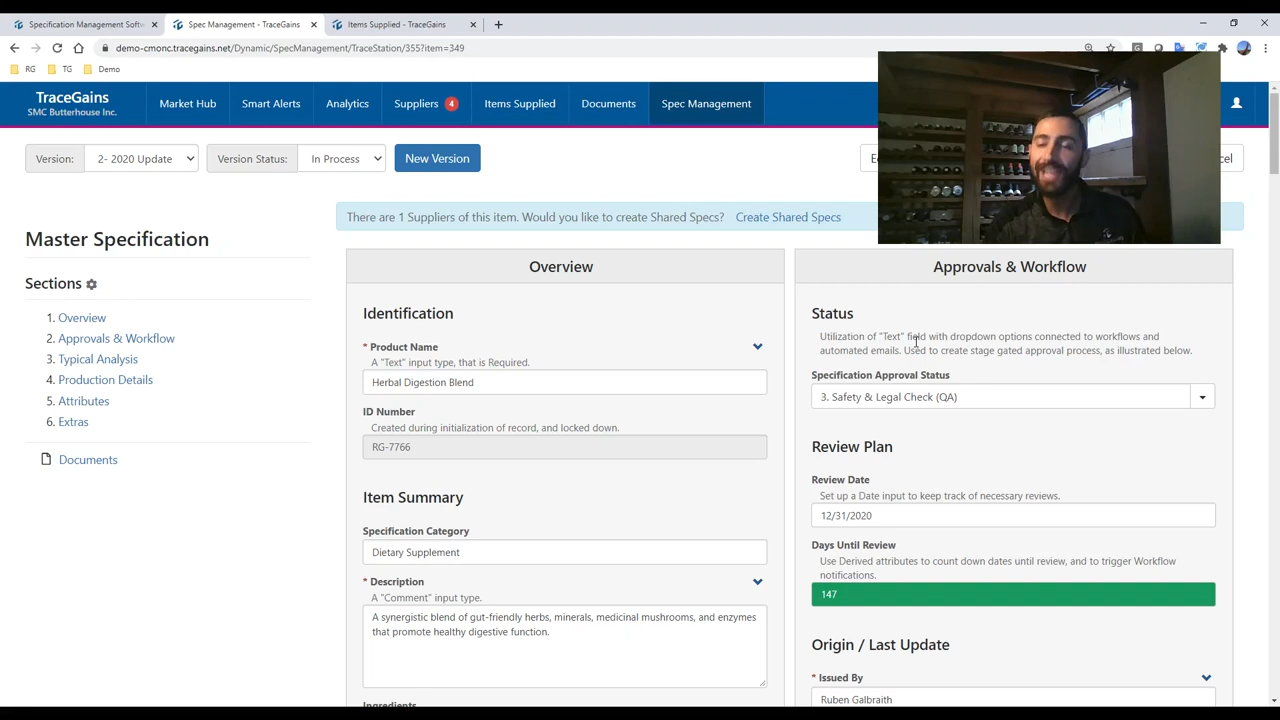 Specification Management Softw
Spec Management - TraceGains
Items Supplied - TraceGains
demo-cmonc.tracegains.net/Dynamic/SpecManagement/TraceStation/355?item=349
RG
TG
Demo
TraceGains
SMC Butterhouse Inc.
Market Hub
Smart Alerts
Analytics
Suppliers 4
Items Supplied
Documents
Spec Management
Version:
2- 2020 Update
Version Status:
In Process
New Version
There are 1 Suppliers of this item. Would you like to create Shared Specs? Create Shared Specs
Master Specification
Sections
1. Overview
2. Approvals & Workflow
3. Typical Analysis
4. Production Details
5. Attributes
6. Extras
Documents
Overview
Identification
* Product Name
A "Text" input type, that is Required.
Herbal Digestion Blend
ID Number
Created during initialization of record, and locked down.
RG-7766
Item Summary
Specification Category
Dietary Supplement
* Description
A "Comment" input type.
A synergistic blend of gut-friendly herbs, minerals, medicinal mushrooms, and enzymes
that promote healthy digestive function.
Ingredients
Approvals & Workflow
Status
Utilization of "Text" field with dropdown options connected to workflows and
automated emails. Used to create stage gated approval process, as illustrated below.
Specification Approval Status
3. Safety & Legal Check (QA)
Review Plan
Review Date
Set up a Date input to keep track of necessary reviews.
12/31/2020
Days Until Review
Use Derived attributes to count down dates until review, and to trigger Workflow
notifications.
147
Origin / Last Update
* Issued By
Ruben Galbraith